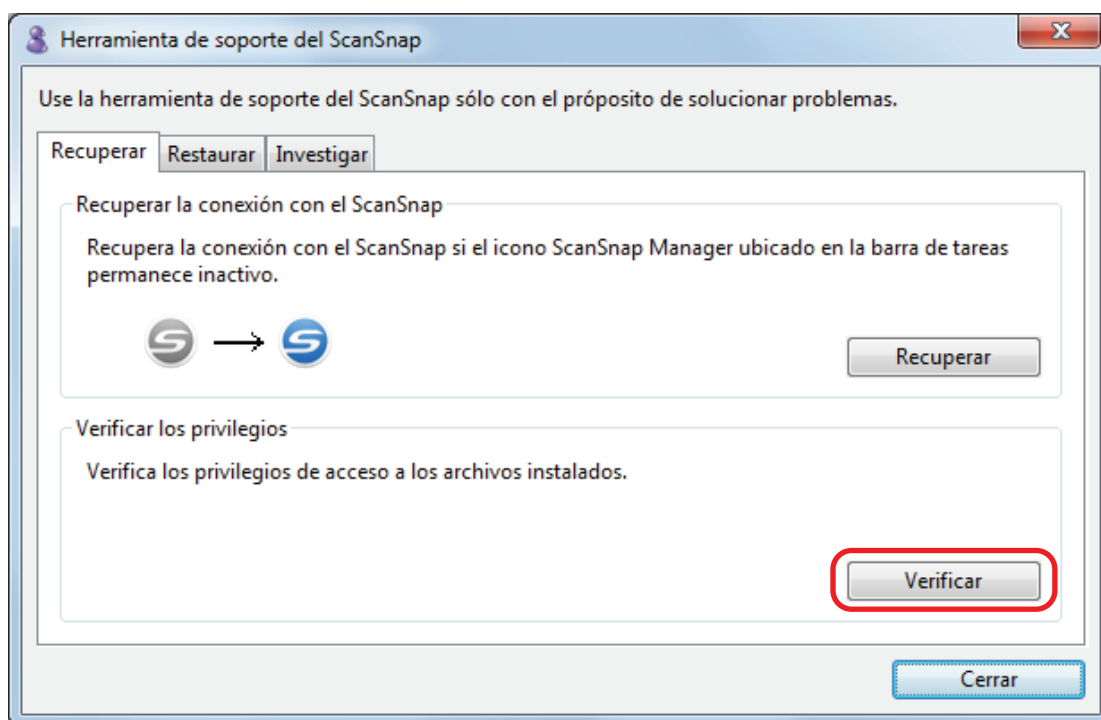 Herramienta de soporte del ScanSnap
Use la herramienta de soporte del ScanSnap sólo con el próposito de solucionar problemas.
Recuperar Restaurar Investigar
Recuperar la conexión con el ScanSnap
Recupera la conexión con el ScanSnap si el icono ScanSnap Manager ubicado en la barra de tareas
permanece inactivo.
Recuperar
Verificar los privilegios
Verifica los privilegios de acceso a los archivos instalados.
Verificar
Cerrar